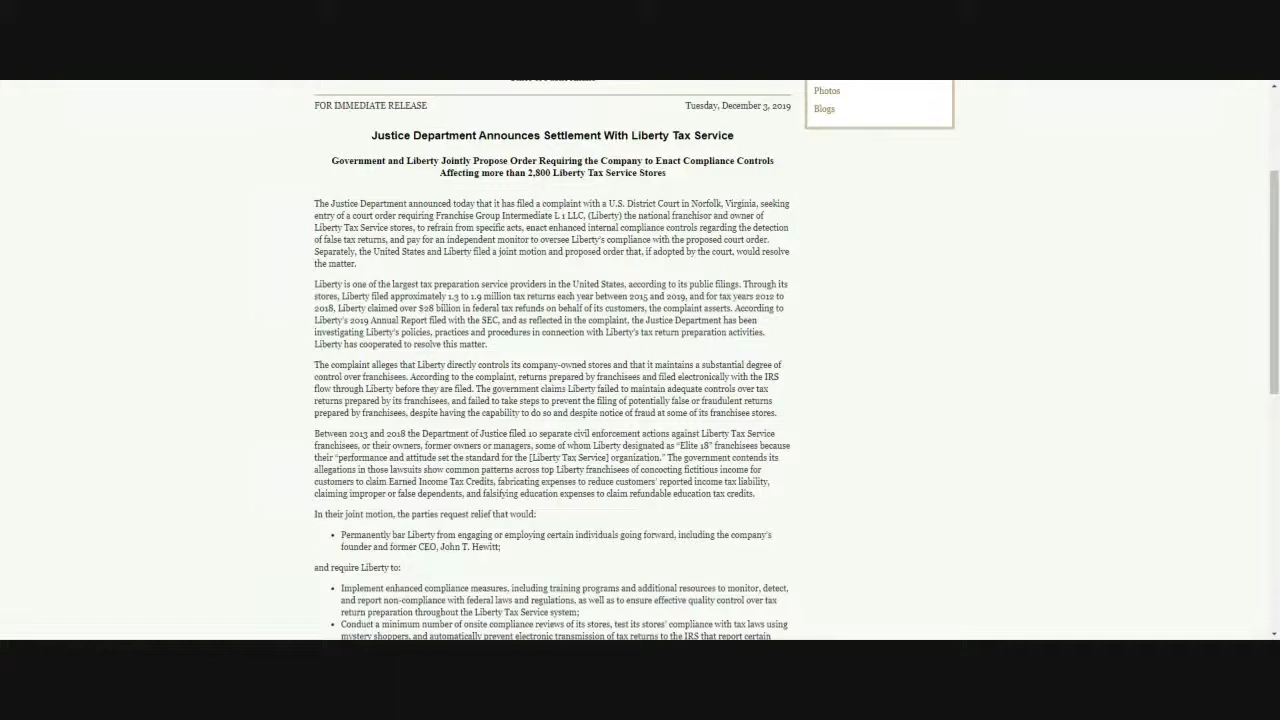 Photos
FOR IMMEDIATE RELEASE
Tuesday, December 3, 2019
Blogs
Justice Department Announces Settlement With Liberty Tax Service
Government and Liberty Jointly Propose Order Requiring the Company to Enact Compliance Controls
Affecting more than 2,800 Liberty Tax Service Stores
The Justice Department announced today that it has filed a complaint with a U.S. District Court in Norfolk, Virginia, seeking
entry of a court order requiring Franchise Group Intermediate L 1 LLC, (Liberty) the national franchisor and owner of
Liberty Tax Service stores, to refrain from specific acts, enact enhanced internal compliance controls regarding the detection
of false tax returns, and pay for an independent monitor to oversee Liberty's compliance with the proposed court order.
Separately, the United States and Liberty filed a joint motion and proposed order that, if adopted by the court, would resolve
the matter.
Liberty is one of the largest tax preparation service providers in the United States, according to its public filings. Through its
stores, Liberty filed approximately 1.3 to 1.9 million tax returns each year between 2015 and 2019, and for tax years 2012 to
2018, Liberty claimed over $28 billion in federal tax refunds on behalf of its customers, the complaint asserts. According to
Liberty's 2019 Annual Report filed with the SEC, and as reflected in the complaint, the Justice Department has been
investigating Liberty's policies, practices and procedures in connection with Liberty's tax return preparation activities.
Liberty has cooperated to resolve this matter.
The complaint alleges that Liberty directly controls its company-owned stores and that it maintains a substantial degree of
control over franchisees. According to the complaint, returns prepared by franchisees and filed electronically with the IRS
flow through Liberty before they are filed. The government claims Liberty failed to maintain adequate controls over tax
returns prepared by its franchisees, and failed to take steps to prevent the filing of potentially false or fraudulent returns
prepared by franchisees, despite having the capability to do so and despite notice of fraud at some of its franchisee stores.
Between 2013 and 2018 the Department of Justice filed 10 separate civil enforcement actions against Liberty Tax Service
franchisees, or their owners, former owners or managers, some of whom Liberty designated as “Elite 18” franchisees because
their “performance and attitude set the standard for the [Liberty Tax Service] organization.” The government contends its
allegations in those lawsuits show common patterns across top Liberty franchisees of concocting fictitious income for
customers to claim Earned Income Tax Credits, fabricating expenses to reduce customers' reported income tax liability,
claiming improper or false dependents, and falsifying education expenses to claim refundable education tax credits.
In their joint motion, the parties request relief that would:
• Permanently bar Liberty from engaging or employing certain individuals going forward, including the company's
founder and former CEO, John T. Hewitt;
and require Liberty to:
• Implement enhanced compliance measures, including training programs and additional resources to monitor, detect,
and report non-compliance with federal laws and regulations, as well as to ensure effective quality control over tax
return preparation throughout the Liberty Tax Service system;
• Conduct a minimum number of onsite compliance reviews of its stores, test its stores' compliance with tax laws using
mystery shoppers, and automatically prevent electronic transmission of tax returns to the IRS that report certain